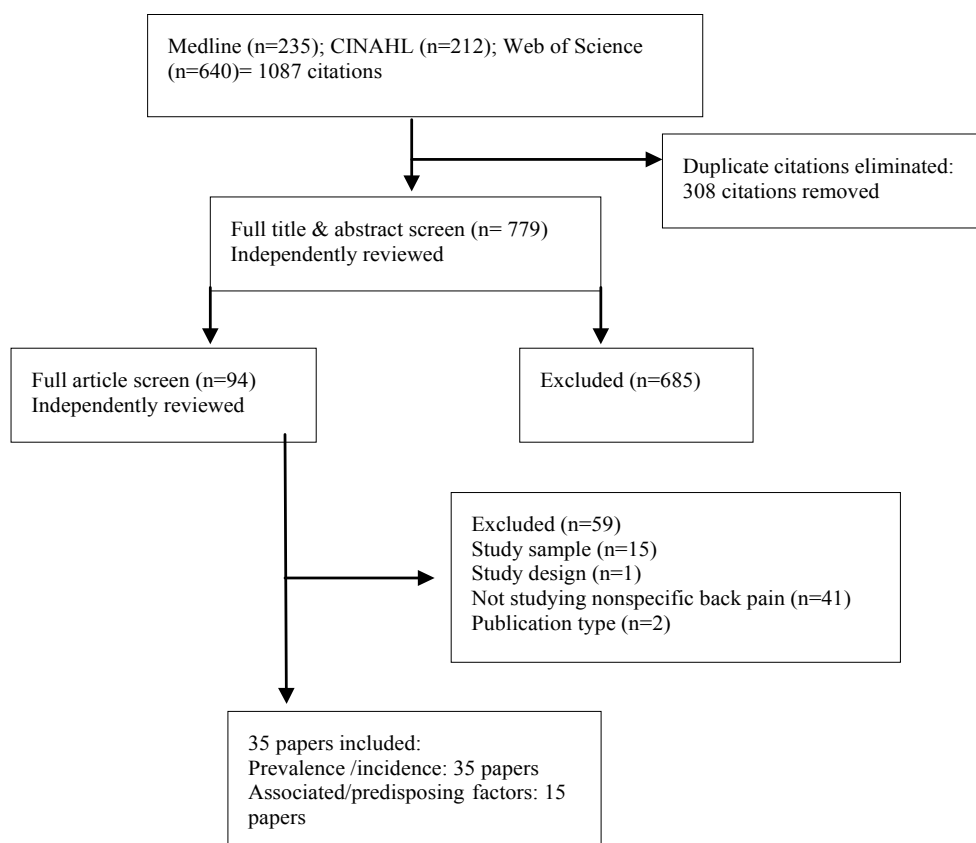 Medline (n=235); CINAHL (n=212); Web of Science
(n=640)= 1087 citations
Duplicate citations eliminated:
308 citations removed
Full title & abstract screen (n= 779)
Independently reviewed
Full article screen (n=94)
Independently reviewed
Excluded (n=685)
Excluded (n=59)
Study sample (n=15)
Study design (n=1)
Not studying nonspecific back pain (n=41)
Publication type (n=2)
35 papers included:
Prevalence /incidence: 35 papers
Associated/predisposing factors: 15
papers